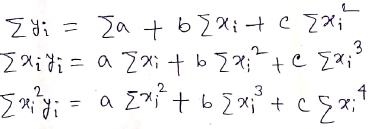 Σyi = Σa + bΣxi + cΣxi²
Σxiyi = aΣxi + bΣxi² + cΣxi³
Σxi²yi = aΣxi² + bΣxi³ + cΣxi⁴